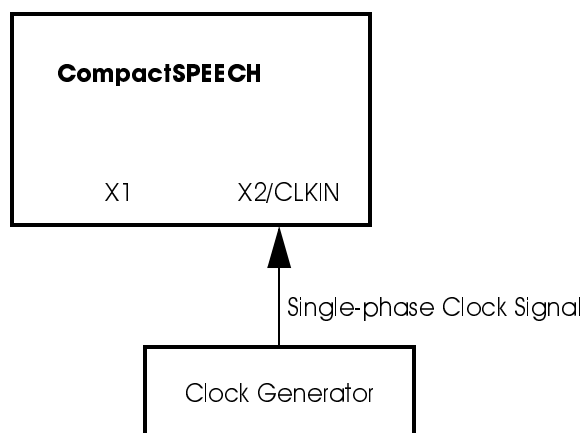 CompactSPEECH
X1 X2/CLKIN
Single-phase Clock Signal
Clock Generator